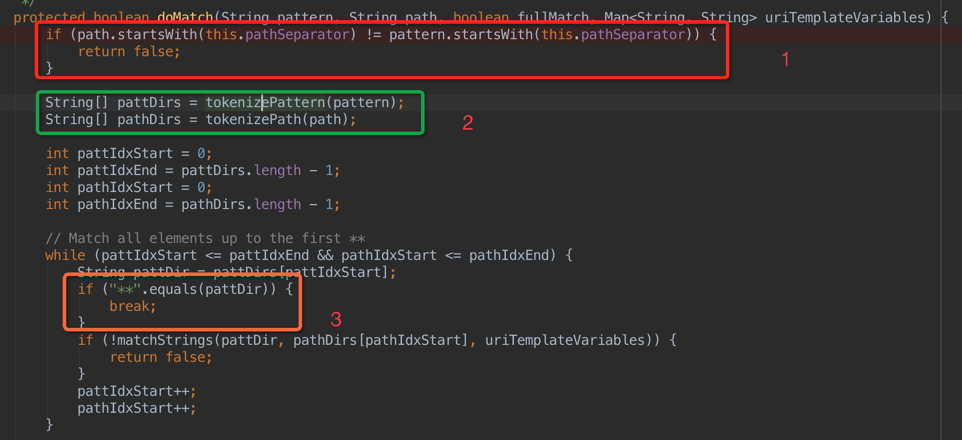 */
protected boolean doMatch(String pattern, String path, boolean fullMatch, Map<String, String> uriTemplateVariables) {
if (path.startsWith(this.pathSeparator) != pattern.startsWith(this.pathSeparator)) {
return false;
}
1
String[] pattDirs = tokenizePattern(pattern);
String[] pathDirs = tokenizePath(path);
2
int pattIdxStart = 0;
int pattIdxEnd = pattDirs.length - 1;
int pathIdxStart = 0;
int pathIdxEnd = pathDirs.length - 1;
// Match all elements up to the first **
while (pattIdxStart <= pattIdxEnd && pathIdxStart <= pathIdxEnd) {
String pattDir = pattDirs[pattIdxStart];
if ("**".equals(pattDir)) {
break;
}
3
if (!matchStrings(pattDir, pathDirs[pathIdxStart], uriTemplateVariables)) {
return false;
}
pattIdxStart++;
pathIdxStart++;
}